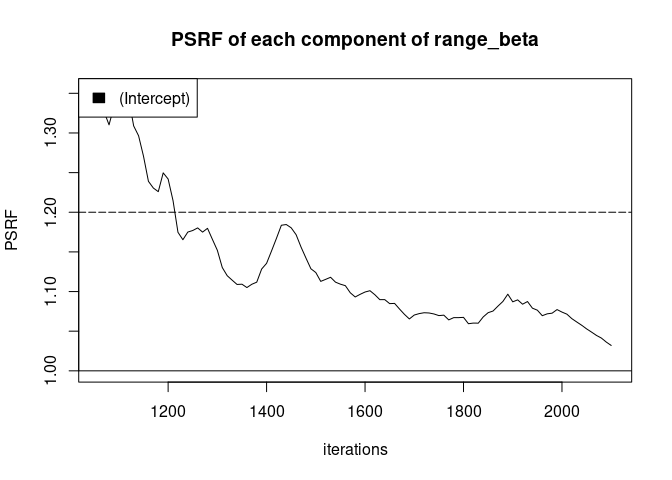 PSRF of each component of range_beta
(Intercept)
1.30
1.20
1.10
1.00
PSRF
1200 1400 1600 1800 2000
iterations